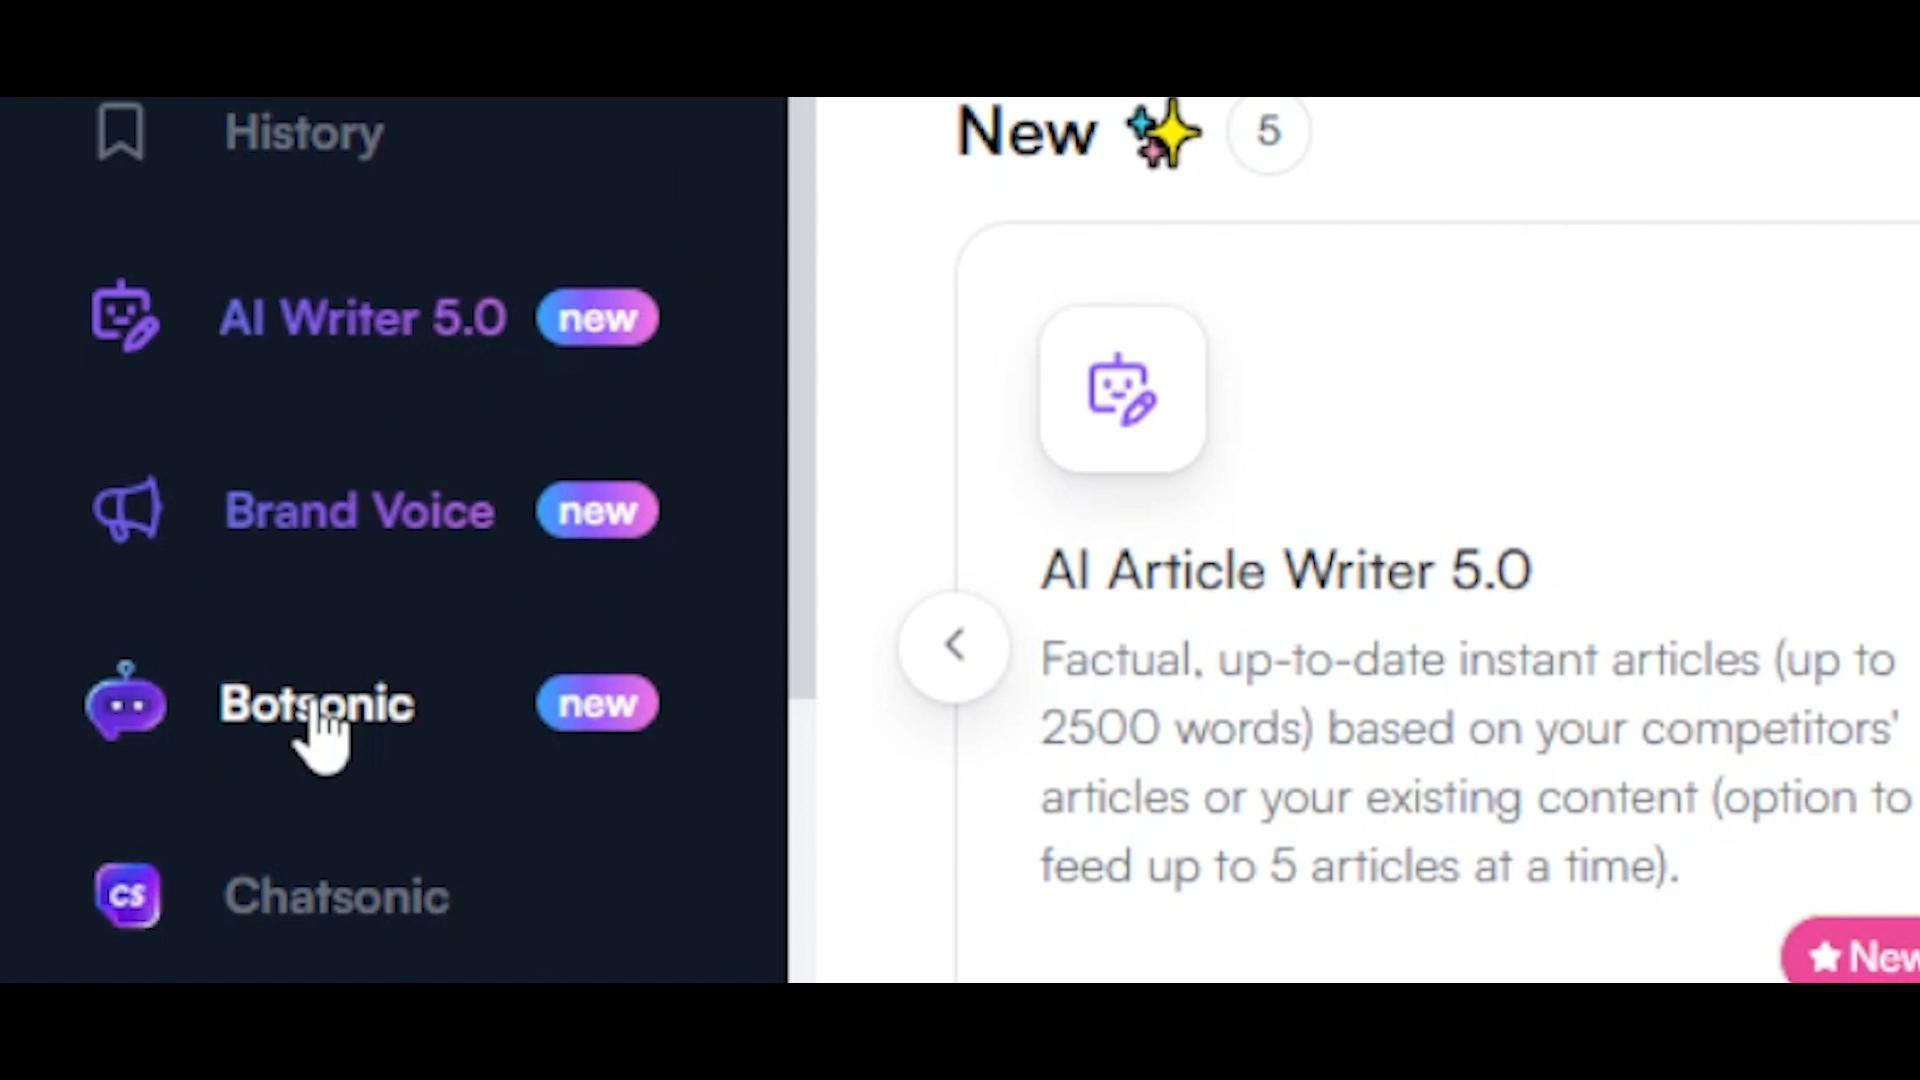 History
AI Writer 5.0 new
Brand Voice new
Botsonic new
CS Chatsonic
New 5
AI Article Writer 5.0
Factual, up-to-date instant articles (up to
2500 words) based on your competitors'
articles or your existing content (option to
feed up to 5 articles at a time).
New